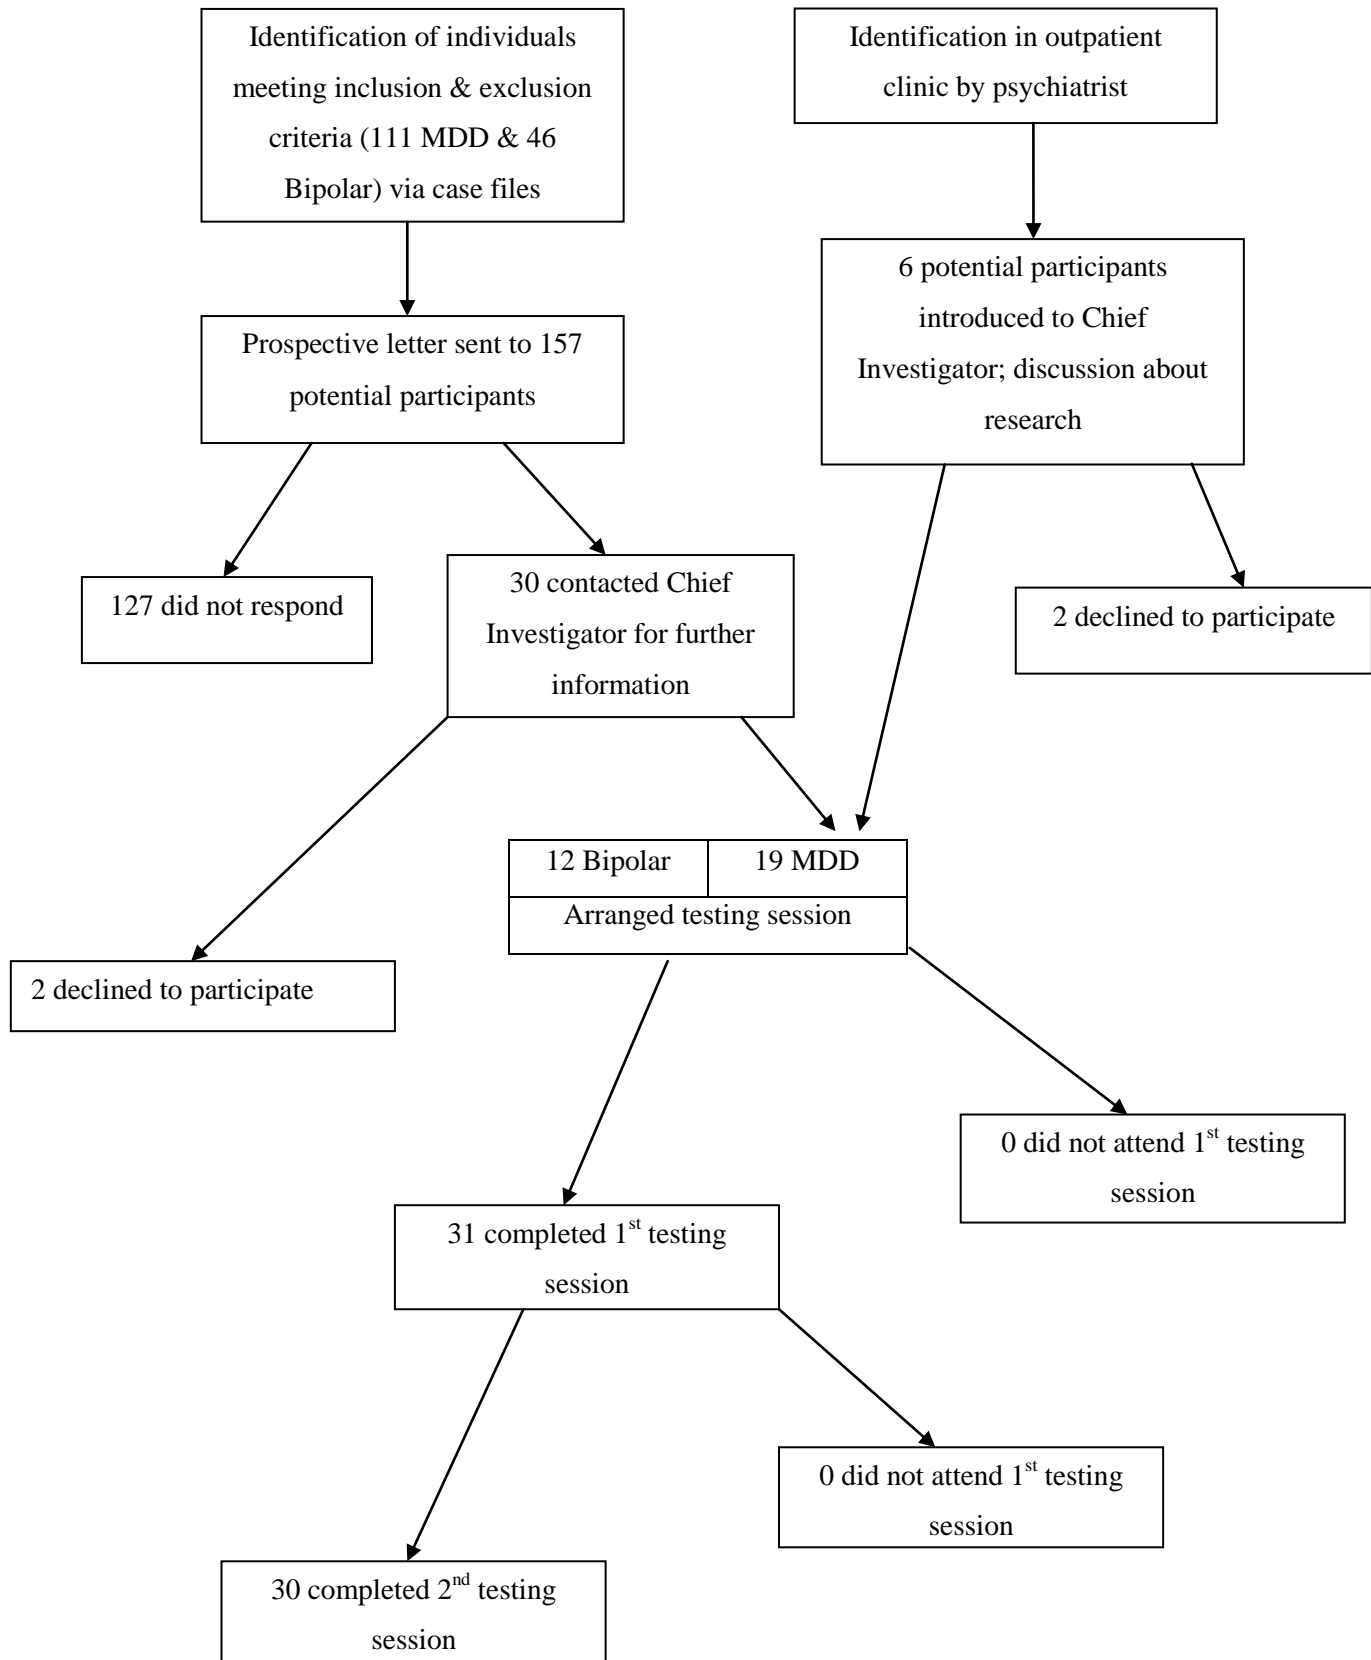 Identification of individuals
meeting inclusion & exclusion
criteria (111 MDD & 46
Bipolar) via case files
Identification in outpatient
clinic by psychiatrist
6 potential participants
introduced to Chief
Investigator; discussion about
research
Prospective letter sent to 157
potential participants
127 did not respond
30 contacted Chief
Investigator for further
information
2 declined to participate
12 Bipolar
19 MDD
Arranged testing session
2 declined to participate
0 did not attend 1st testing
session
31 completed 1st testing
session
0 did not attend 1st testing
session
30 completed 2nd testing
session